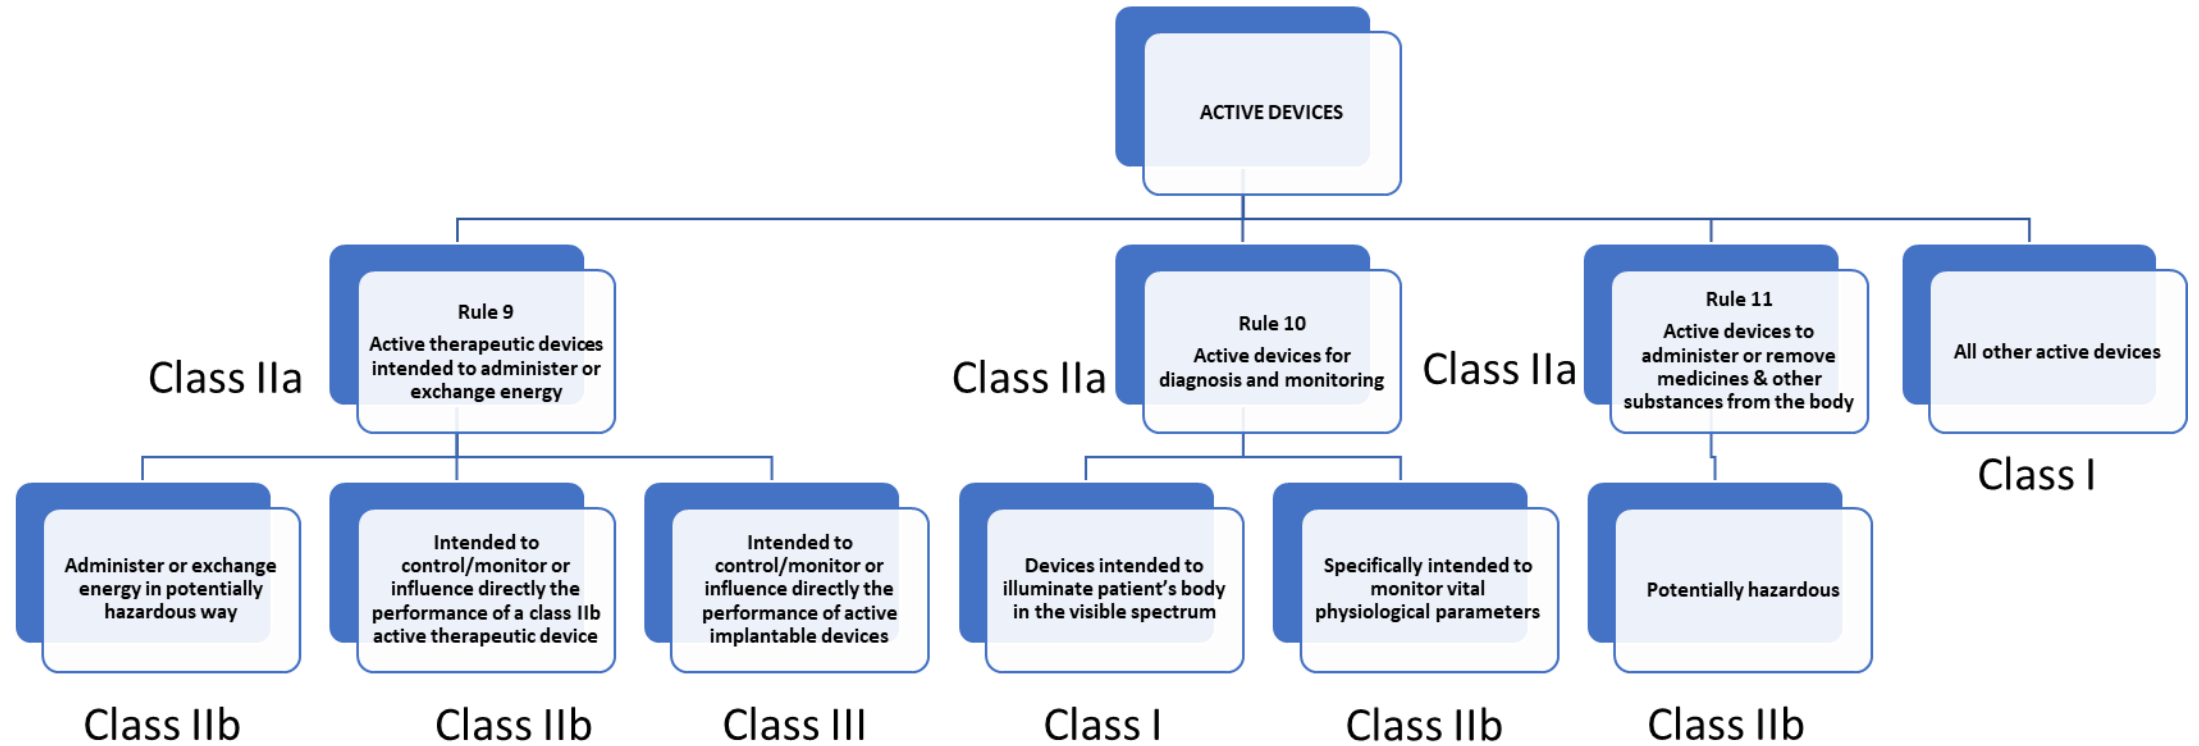 ACTIVE DEVICES
Class IIa
Rule 9
Active therapeutic devices
intended to administer or
exchange energy
Class IIa
Rule 10
Active devices for
diagnosis and monitoring
Class IIa
Rule 11
Active devices to
administer or remove
medicines & other
substances from the body
All other active devices
Class I
Administer or exchange
energy in potentially
hazardous way
Class IIb
Intended to
control/monitor or
influence directly the
performance of a class IIb
active therapeutic device
Class IIb
Intended to
control/monitor or
influence directly the
performance of active
implantable devices
Class III
Devices intended to
illuminate patient’s body
in the visible spectrum
Class I
Specifically intended to
monitor vital
physiological parameters
Class IIb
Potentially hazardous
Class IIb